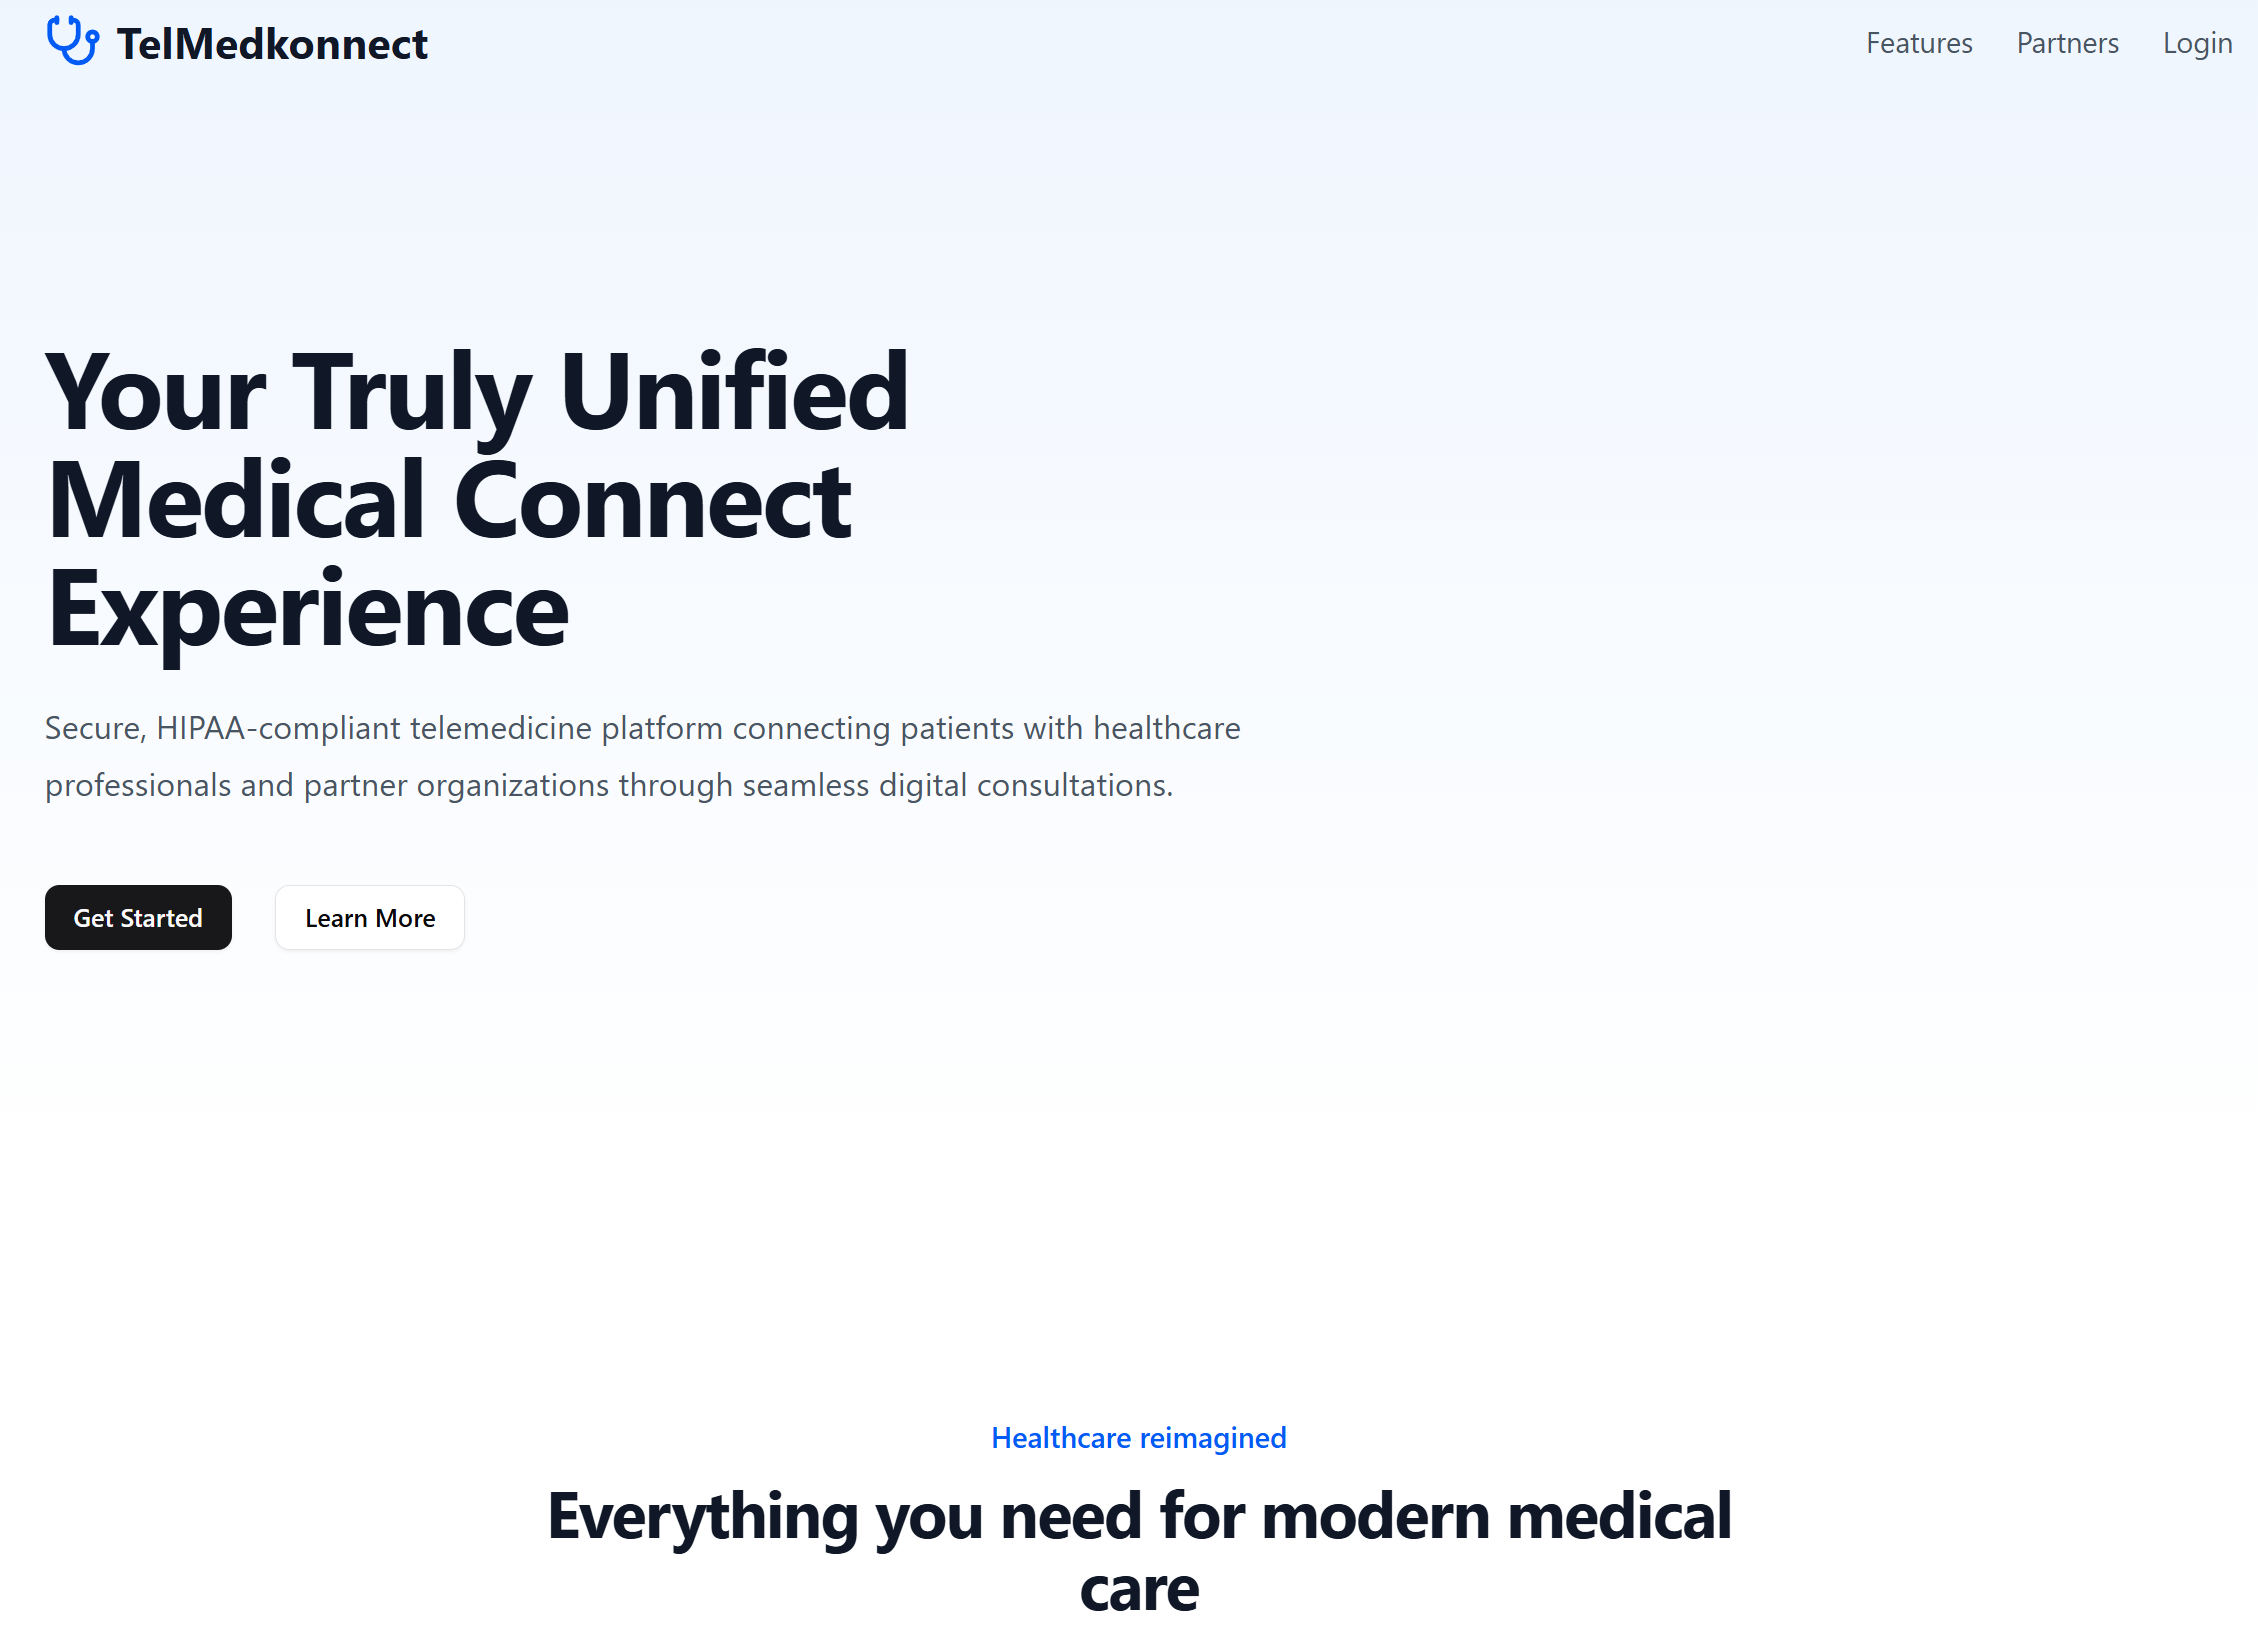 TelMedkonnect
Features
Partners
Login
Your Truly Unified
Medical Connect
Experience
Secure, HIPAA-compliant telemedicine platform connecting patients with healthcare
professionals and partner organizations through seamless digital consultations.
Get Started
Learn More
Healthcare reimagined
Everything you need for modern medical
care